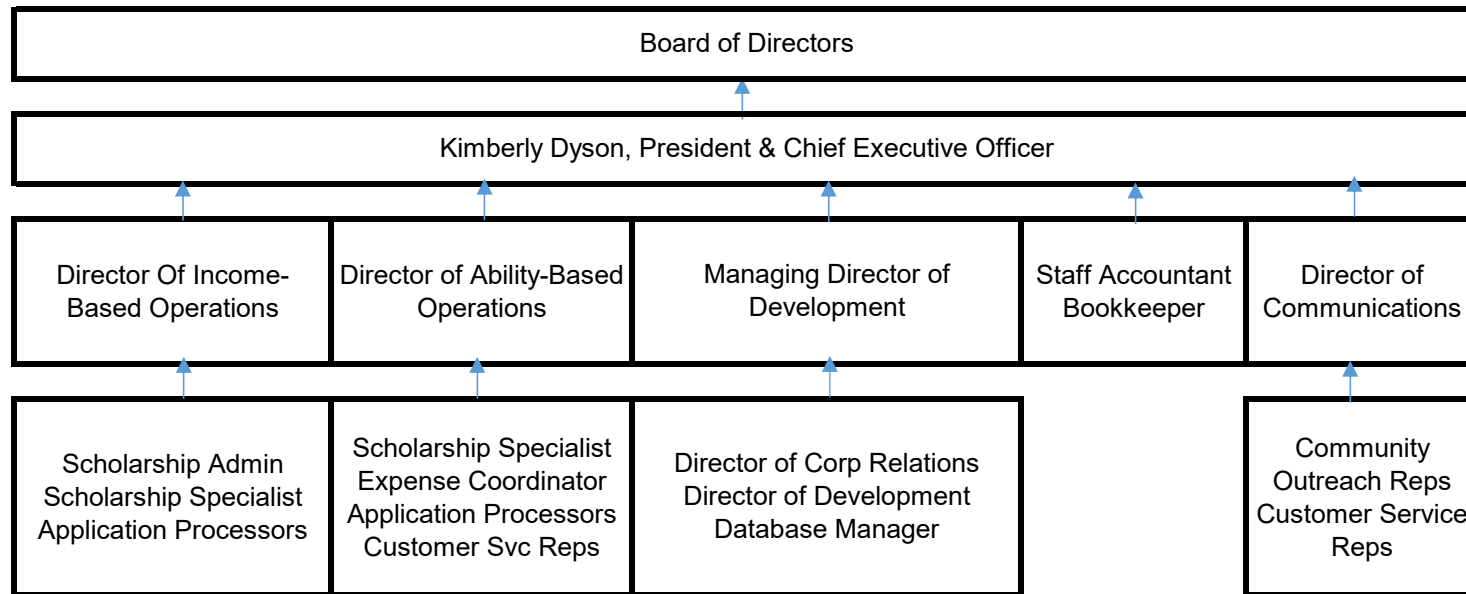 Board of Directors
Kimberly Dyson, President & Chief Executive Officer
Director Of Income-
Based Operations
Director of Ability-Based
Operations
Managing Director of
Development
Staff Accountant
Bookkeeper
Director of
Communications
Scholarship Admin
Scholarship Specialist
Application Processors
Scholarship Specialist
Expense Coordinator
Application Processors
Customer Svc Reps
Director of Corp Relations
Director of Development
Database Manager
Community
Outreach Reps
Customer Service
Reps